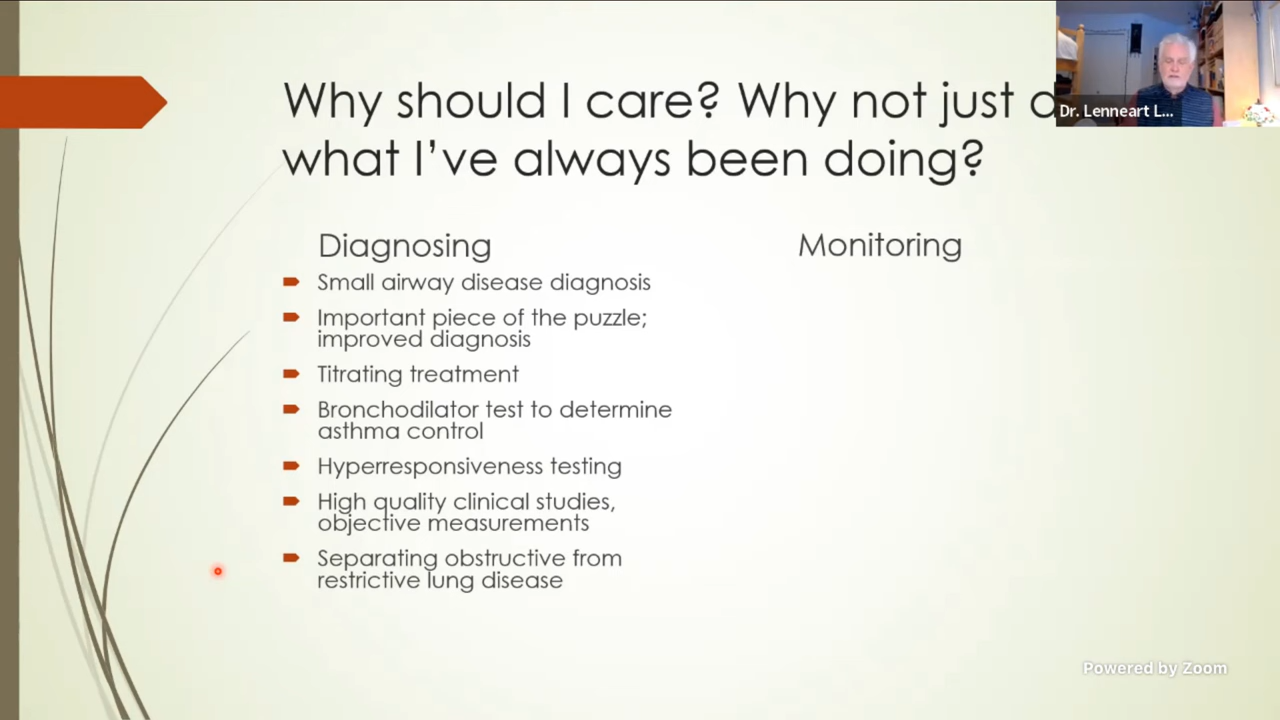 Why should I care? Why not just
what I’ve always been doing?
Dr. Lenneart L...
Diagnosing
Small airway disease diagnosis
Important piece of the puzzle;
improved diagnosis
Titrating treatment
Bronchodilator test to determine
asthma control
Hyperresponsiveness testing
High quality clinical studies,
objective measurements
Separating obstructive from
restrictive lung disease
Monitoring
Powered by Zoom